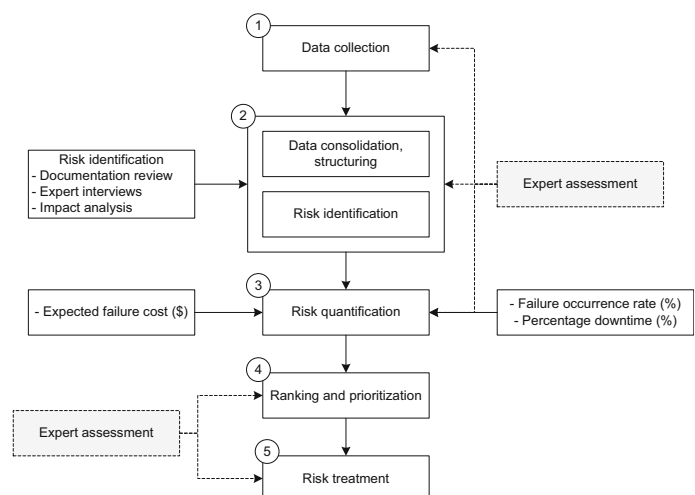 1
Data collection
2
Data consolidation,
structuring
Risk identification
Risk identification
- Documentation review
- Expert interviews
- Impact analysis
Expert assessment
3
- Expected failure cost ($)
Risk quantification
- Failure occurrence rate (%)
- Percentage downtime (%)
4
Ranking and prioritization
Expert assessment
5
Risk treatment